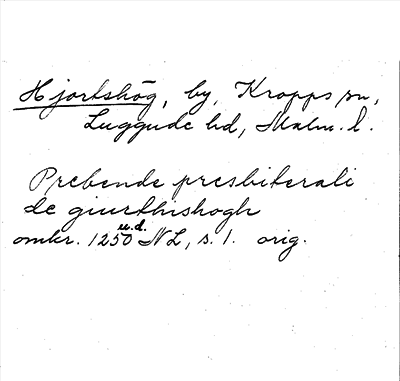 Hjortshög, by, Kropps sn,
Luggude hd, Malm. l.
Prebende presbiterali
de giurthishogh
omkr. 1250 u.d. NL, s. 1. orig.